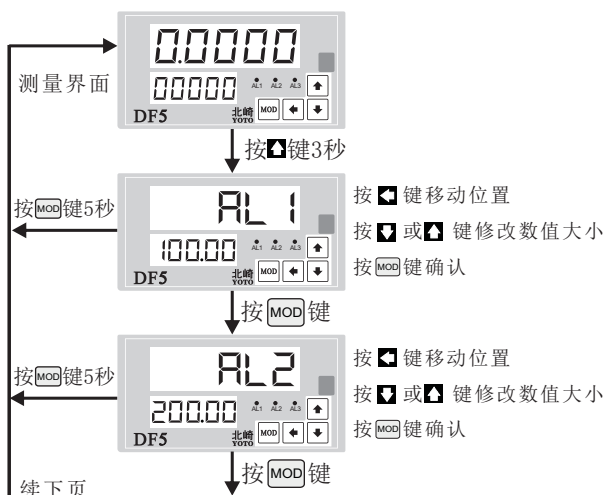 0.0000
测量界面
00000
AL1 AL2 AL3
DF5
北崎
YOTO
MOD
按键3秒
AL1
按MOD键5秒
100.00
AL1 AL2 AL3
DF5
北崎
YOTO
MOD
按 键移动位置
按 或 键修改数值大小
按MOD键确认
按MOD键
AL2
按MOD键5秒
200.00
AL1 AL2 AL3
DF5
北崎
YOTO
MOD
按 键移动位置
按 或 键修改数值大小
按MOD键确认
按MOD键
续下页